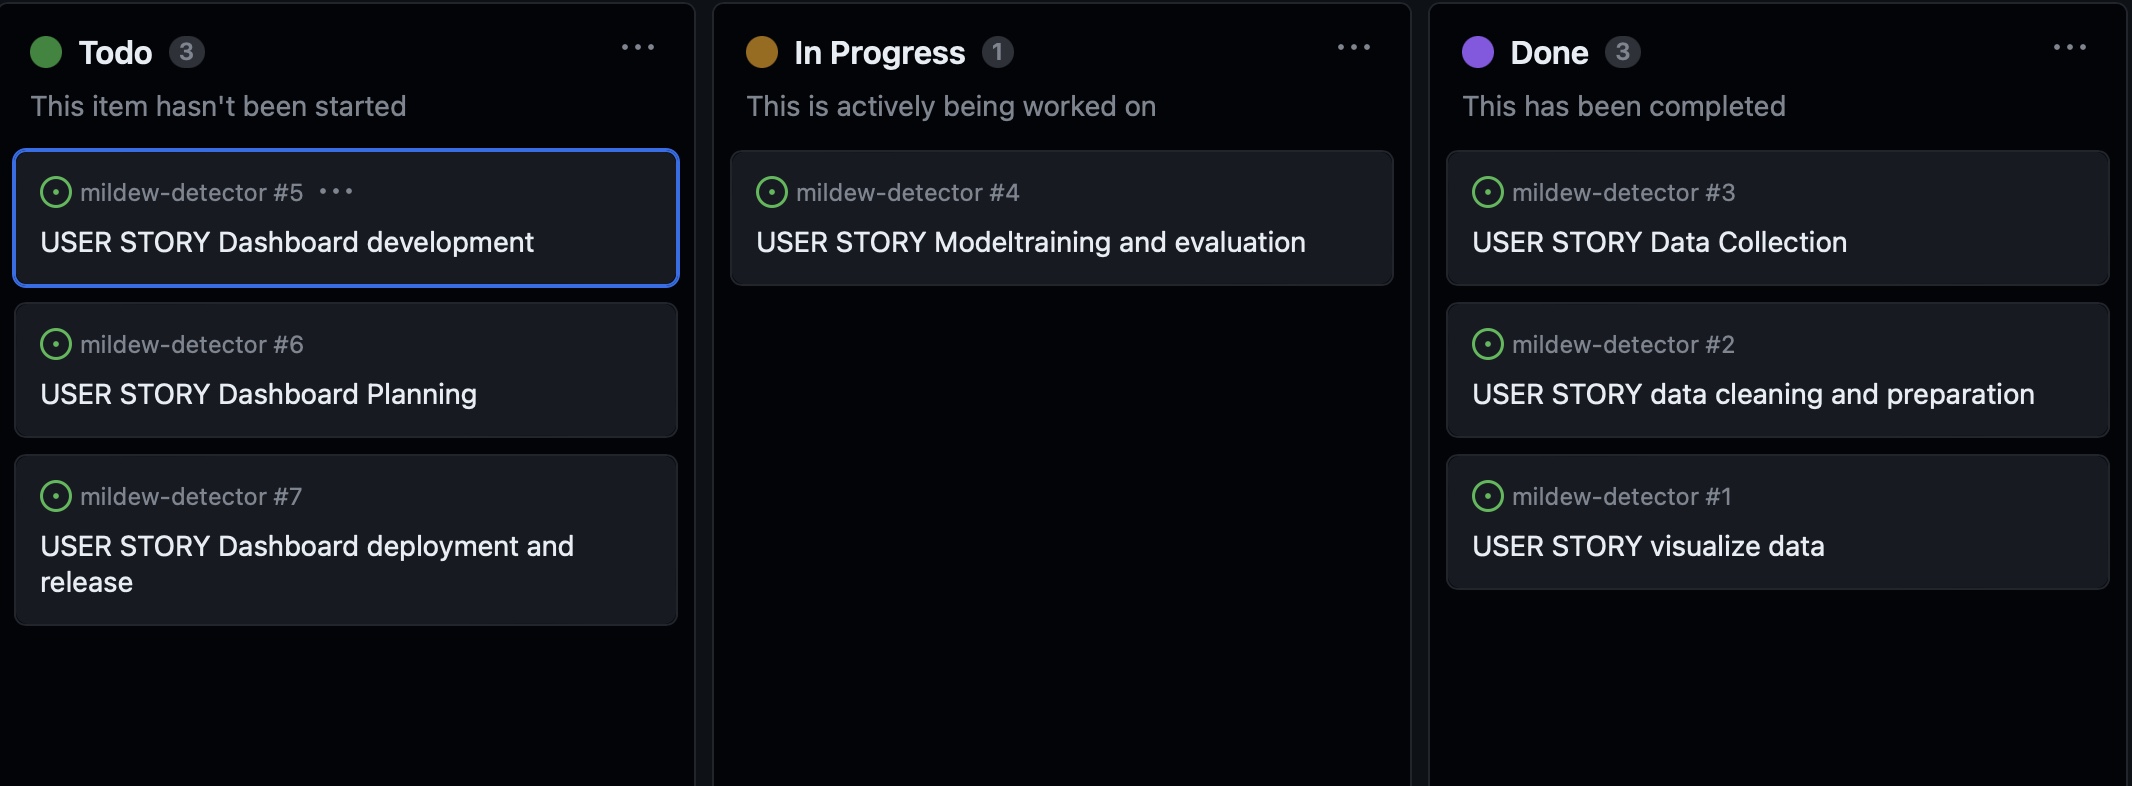 Todo 3
This item hasn't been started
mildew-detector #5
USER STORY Dashboard development
mildew-detector #6
USER STORY Dashboard Planning
mildew-detector #7
USER STORY Dashboard deployment and
release
In Progress 1
This is actively being worked on
mildew-detector #4
USER STORY Modeltraining and evaluation
Done 3
This has been completed
mildew-detector #3
USER STORY Data Collection
mildew-detector #2
USER STORY data cleaning and preparation
mildew-detector #1
USER STORY visualize data